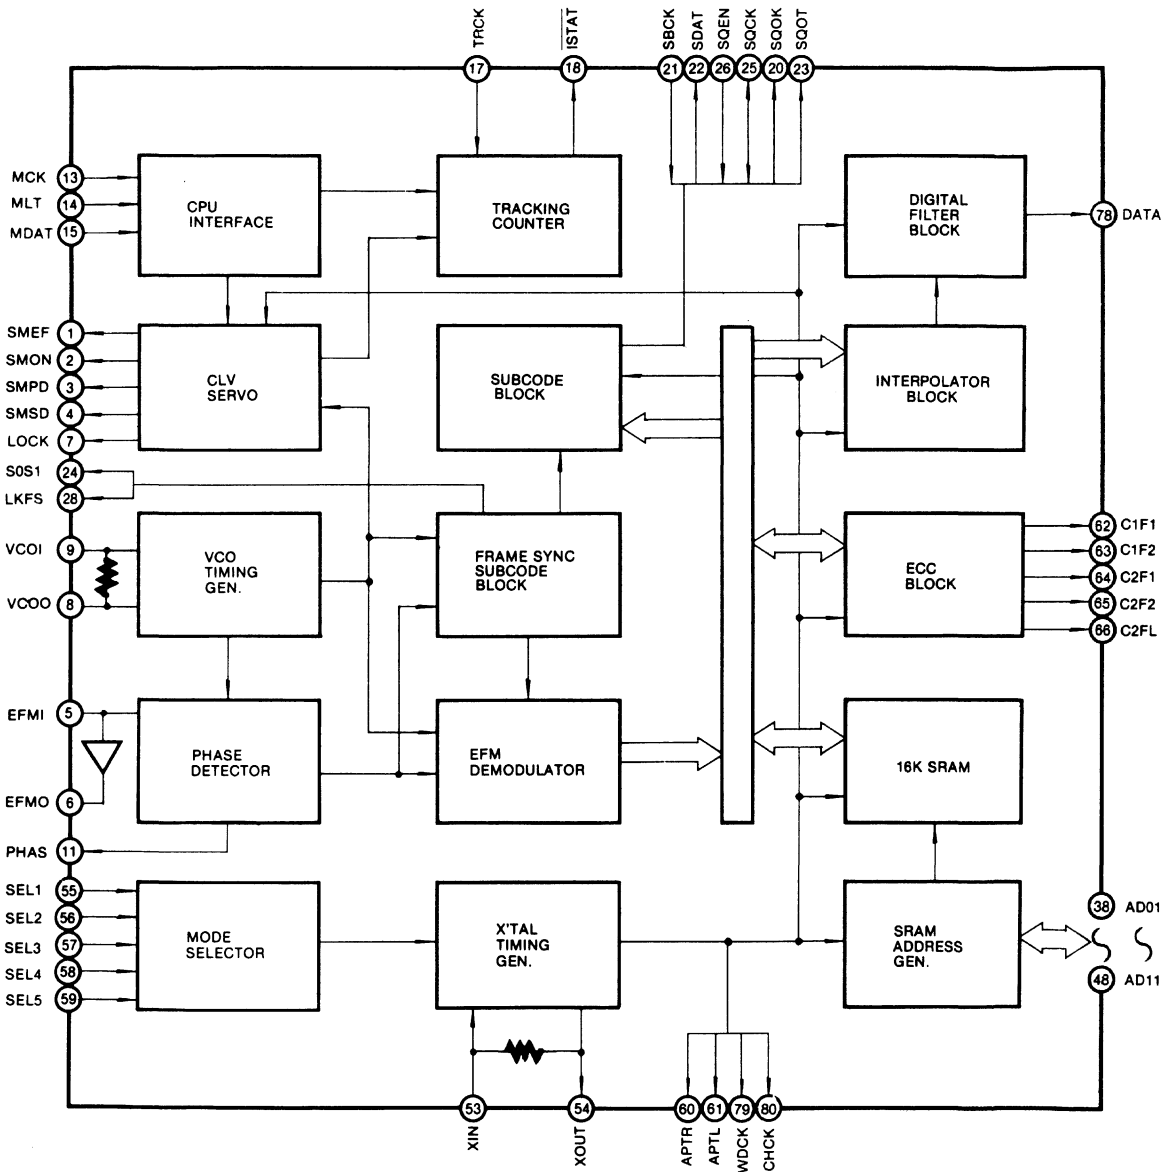 TRCK
ISTAT
SBCK
SDAT
SQEN
SQCK
SQOK
SQOT
17
18
21
22
26
25
20
23
MCK 13
MLT 14
MDAT 15
CPU
INTERFACE
TRACKING
COUNTER
DIGITAL
FILTER
BLOCK
78 DATA
SMEF 1
SMON 2
SMPD 3
SMSD 4
LOCK 7
CLV
SERVO
SUBCODE
BLOCK
INTERPOLATOR
BLOCK
S0S1 24
LKFS 28
VCOI 9
VCOO 8
VCO
TIMING
GEN.
FRAME SYNC
SUBCODE
BLOCK
ECC
BLOCK
62 C1F1
63 C1F2
64 C2F1
65 C2F2
66 C2FL
EFMI 5
EFMO 6
PHAS 11
PHASE
DETECTOR
EFM
DEMODULATOR
16K SRAM
SEL1 55
SEL2 56
SEL3 57
SEL4 58
SEL5 59
MODE
SELECTOR
X'TAL
TIMING
GEN.
SRAM
ADDRESS
GEN.
38 AD01
48 AD11
53
54
60
61
79
80
XIN
XOUT
APTR
APTL
WDCK
CHCK